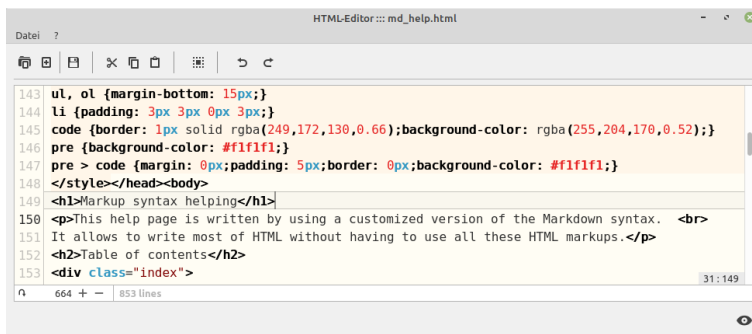 HTML-Editor ::: md_help.html
Datei ?
143 ul, ol {margin-bottom: 15px;}
144 li {padding: 3px 3px 0px 3px;}
145 code {border: 1px solid rgba(249,172,130,0.66);background-color: rgba(255,204,170,0.52);}
146 pre {background-color: #f1f1f1;}
147 pre > code {margin: 0px;padding: 5px;border: 0px;background-color: #f1f1f1;}
148 </style></head><body>
149 <h1>Markup syntax helping</h1>
150 <p>This help page is written by using a customized version of the Markdown syntax.  <br>
151 It allows to write most of HTML without having to use all these HTML markups.</p>
152 <h2>Table of contents</h2>
153 <div class="index">
31 : 149
664 + − 853 lines